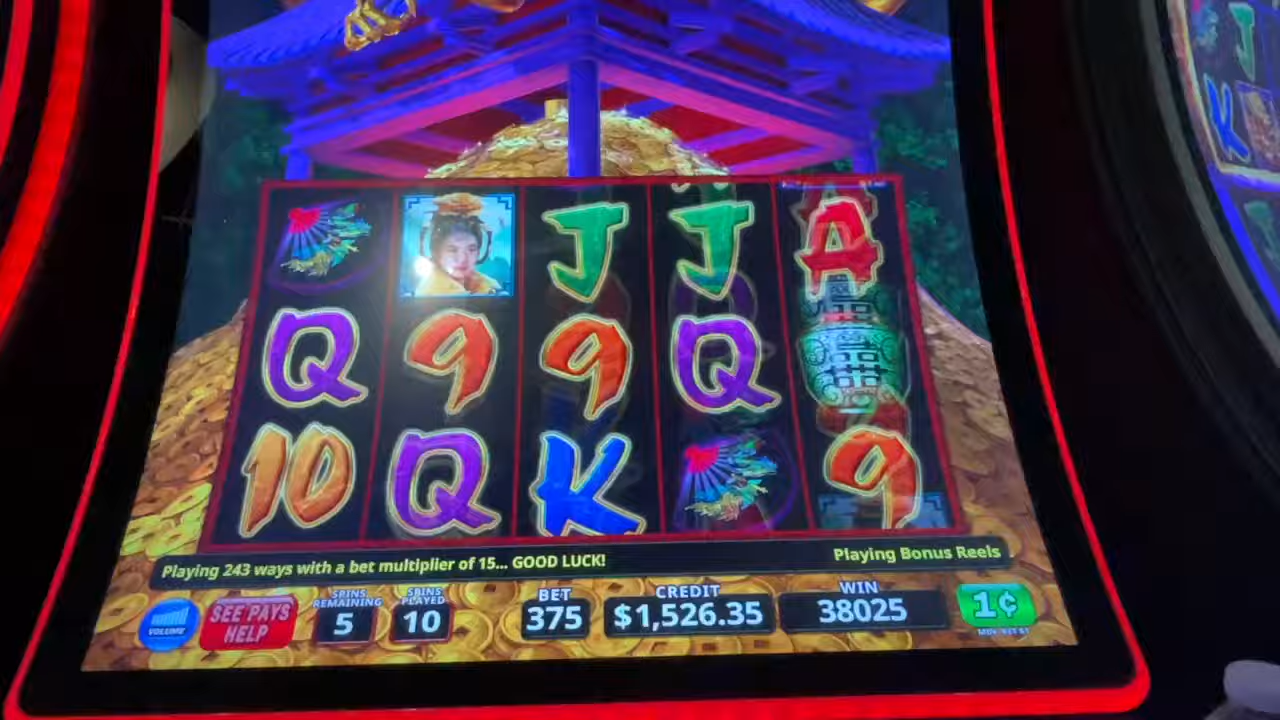 J J A
Q 9 9 Q
10 Q K 9
Playing 243 ways with a bet multiplier of 15... GOOD LUCK!
Playing Bonus Reels
VOLUME
SEE PAYS
HELP
SPINS
REMAINING
5
SPINS
PLAYED
10
BET
375
CREDIT
$1,526.35
WIN
38025
1¢
J
K